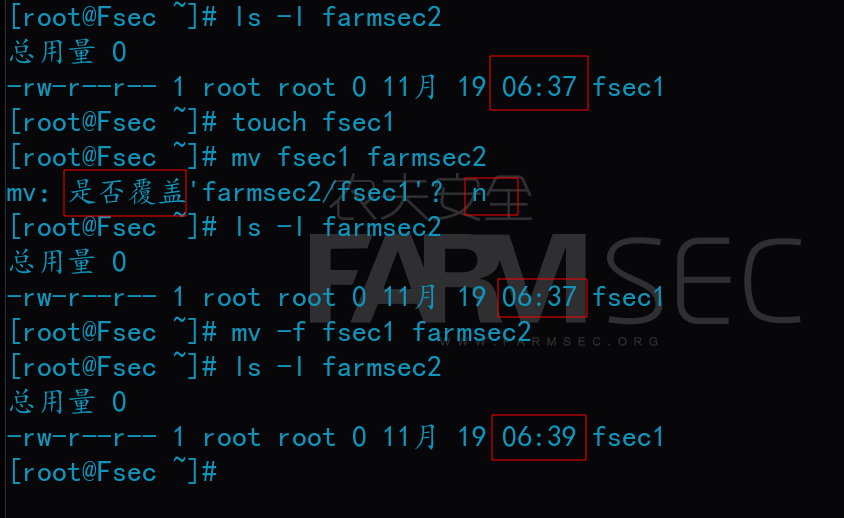 [root@Fsec ~]# ls -l farmsec2
总用量 0
-rw-r--r-- 1 root root 0 11月 19 06:37 fsec1
[root@Fsec ~]# touch fsec1
[root@Fsec ~]# mv fsec1 farmsec2
mv：是否覆盖'farmsec2/fsec1'？ n
[root@Fsec ~]# ls -l farmsec2
总用量 0
-rw-r--r-- 1 root root 0 11月 19 06:37 fsec1
[root@Fsec ~]# mv -f fsec1 farmsec2
[root@Fsec ~]# ls -l farmsec2
总用量 0
-rw-r--r-- 1 root root 0 11月 19 06:39 fsec1
[root@Fsec ~]#
农夫安全
FARMSEC
WWW.FARMSEC.ORG